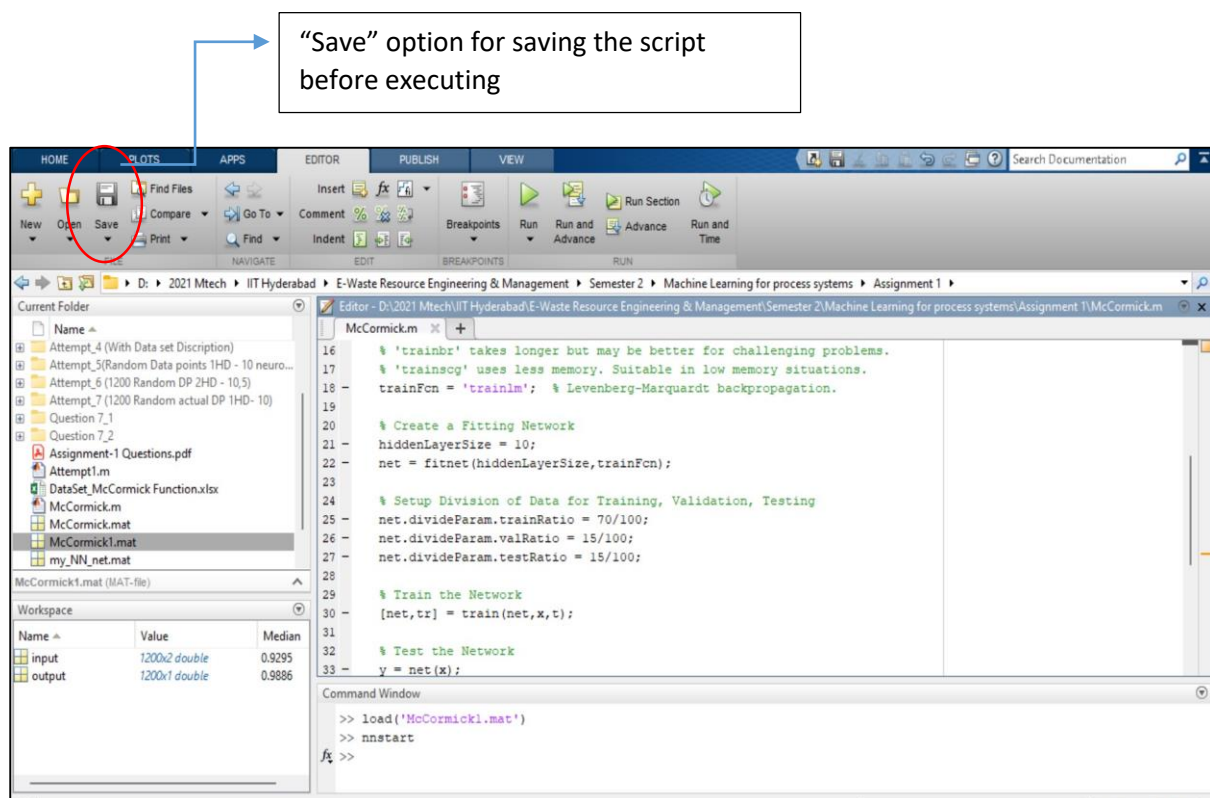 “Save” option for saving the script
before executing
HOME PLOTS APPS EDITOR PUBLISH VIEW Search Documentation
New Open Save Find Files Compare Print Go To Find Insert fx Comment Indent Breakpoints Run Run and Advance Run Section Advance Run and Time
FILE NAVIGATE EDIT BREAKPOINTS RUN
D: 2021 Mtech IIT Hyderabad E-Waste Resource Engineering & Management Semester 2 Machine Learning for process systems Assignment 1
Current Folder
Name
Attempt_4 (With Data set Discription)
Attempt_5(Random Data points 1HD - 10 neuro...
Attempt_6 (1200 Random DP 2HD - 10,5)
Attempt_7 (1200 Random actual DP 1HD- 10)
Question 7_1
Question 7_2
Assignment-1 Questions.pdf
Attempt1.m
DataSet_McCormick Function.xlsx
McCormick.m
McCormick.mat
McCormick1.mat
my_NN_net.mat
McCormick1.mat (MAT-file)
Workspace
Name Value Median
input 1200x2 double 0.9295
output 1200x1 double 0.9886
Editor - D:\2021 Mtech\IIT Hyderabad\E-Waste Resource Engineering & Management\Semester 2\Machine Learning for process systems\Assignment 1\McCormick.m
McCormick.m
16 % 'trainbr' takes longer but may be better for challenging problems.
17 % 'trainscg' uses less memory. Suitable in low memory situations.
18 - trainFcn = 'trainlm'; % Levenberg-Marquardt backpropagation.
19
20 % Create a Fitting Network
21 - hiddenLayerSize = 10;
22 - net = fitnet(hiddenLayerSize,trainFcn);
23
24 % Setup Division of Data for Training, Validation, Testing
25 - net.divideParam.trainRatio = 70/100;
26 - net.divideParam.valRatio = 15/100;
27 - net.divideParam.testRatio = 15/100;
28
29 % Train the Network
30 - [net,tr] = train(net,x,t);
31
32 % Test the Network
33 - y = net(x);
Command Window
>> load('McCormick1.mat')
>> nnstart
fx >>